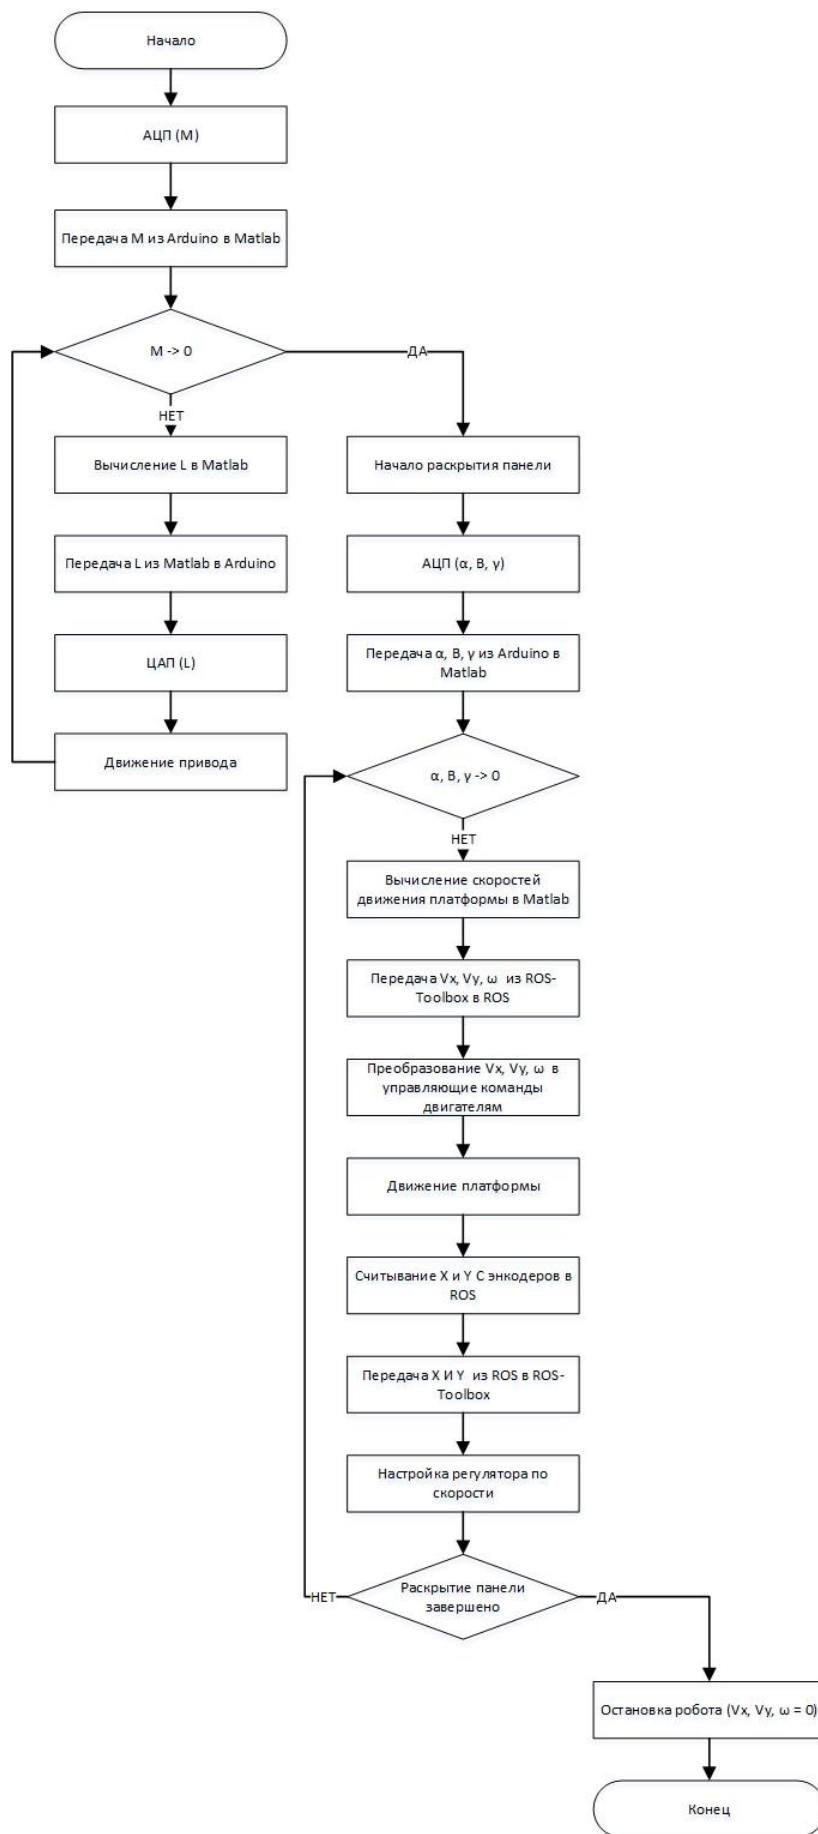 Начало
АЦП (М)
Передача М из Arduino в Matlab
М -> 0
ДА
НЕТ
Вычисление L в Matlab
Передача L из Matlab в Arduino
ЦАП (L)
Движение привода
Начало раскрытия панели
АЦП (α, В, γ)
Передача α, В, γ из Arduino в
Matlab
α, В, γ -> 0
НЕТ
Вычисление скоростей
движения платформы в Matlab
Передача Vx, Vy, ω из ROS-
Toolbox в ROS
Преобразование Vx, Vy, ω в
управляющие команды
двигателям
Движение платформы
Считывание X и Y С энкодеров в
ROS
Передача X И Y из ROS в ROS-
Toolbox
Настройка регулятора по
скорости
НЕТ
Раскрытие панели
завершено
ДА
Остановка робота (Vx, Vy, ω = 0)
Конец